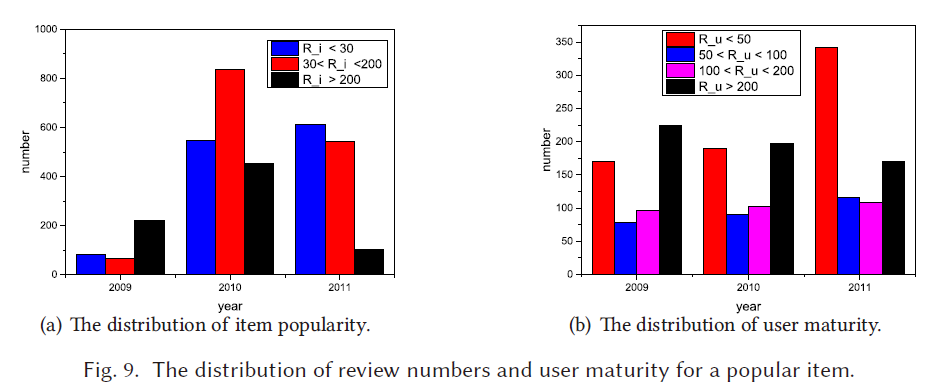 1000
800
600
400
200
0
number
R_i < 30
30< R_i <200
R_i > 200
2009
2010
2011
year
(a) The distribution of item popularity.
350
300
250
200
150
100
50
0
number
R_u < 50
50 < R_u < 100
100 < R_u < 200
R_u > 200
2009
2010
2011
year
(b) The distribution of user maturity.
Fig. 9. The distribution of review numbers and user maturity for a popular item.